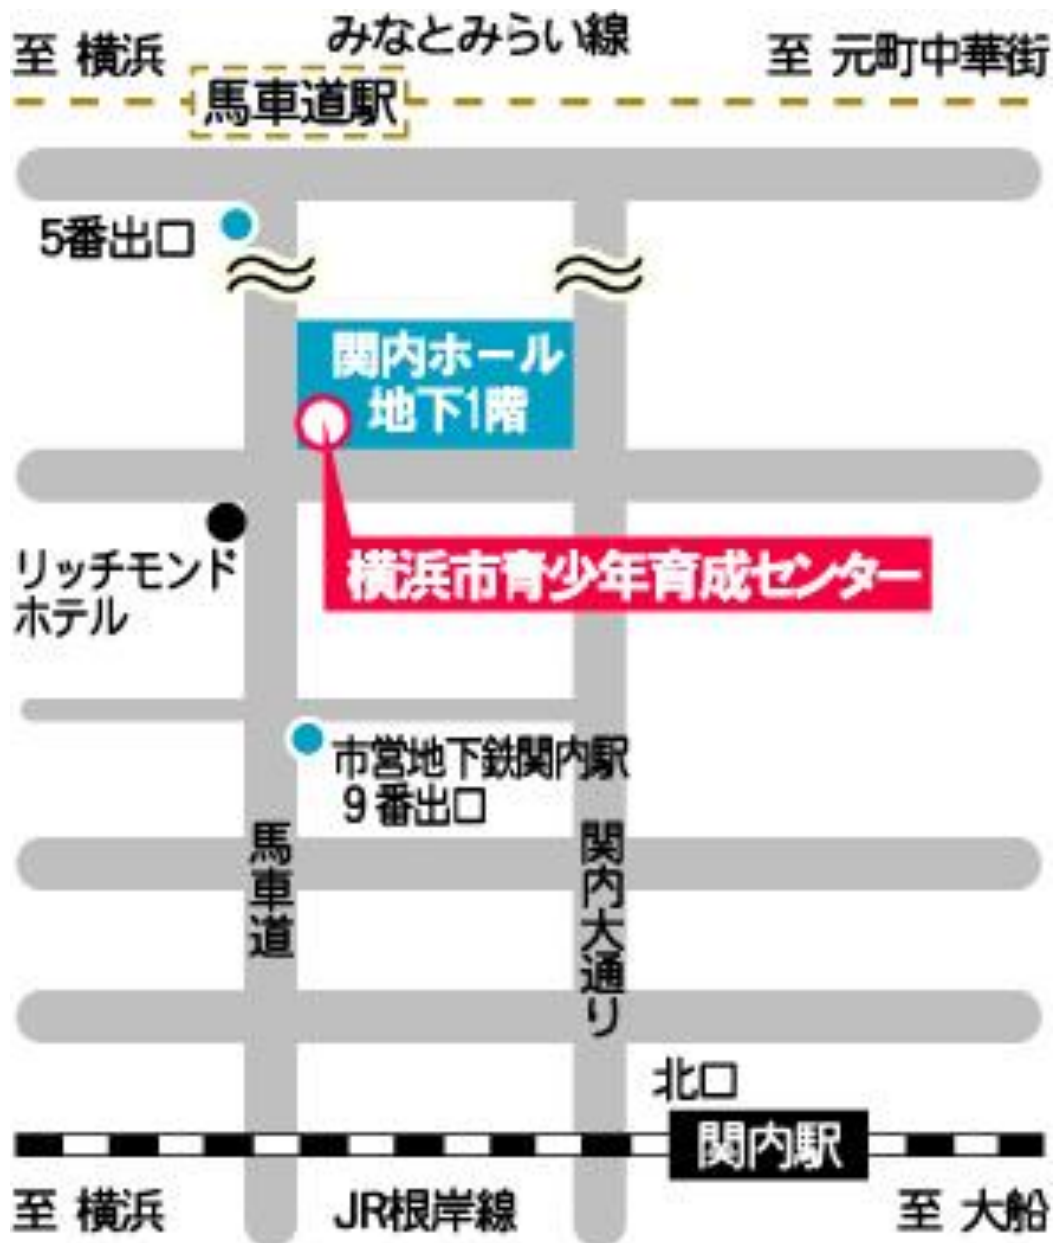 みなとみらい線
至 横浜
至 元町中華街
馬車道駅
5番出口
関内ホール
地下1階
横浜市青少年育成センター
リッチモンド
ホテル
市営地下鉄関内駅
9番出口
馬車道
関内大通り
北口
関内駅
至 横浜
JR根岸線
至 大船